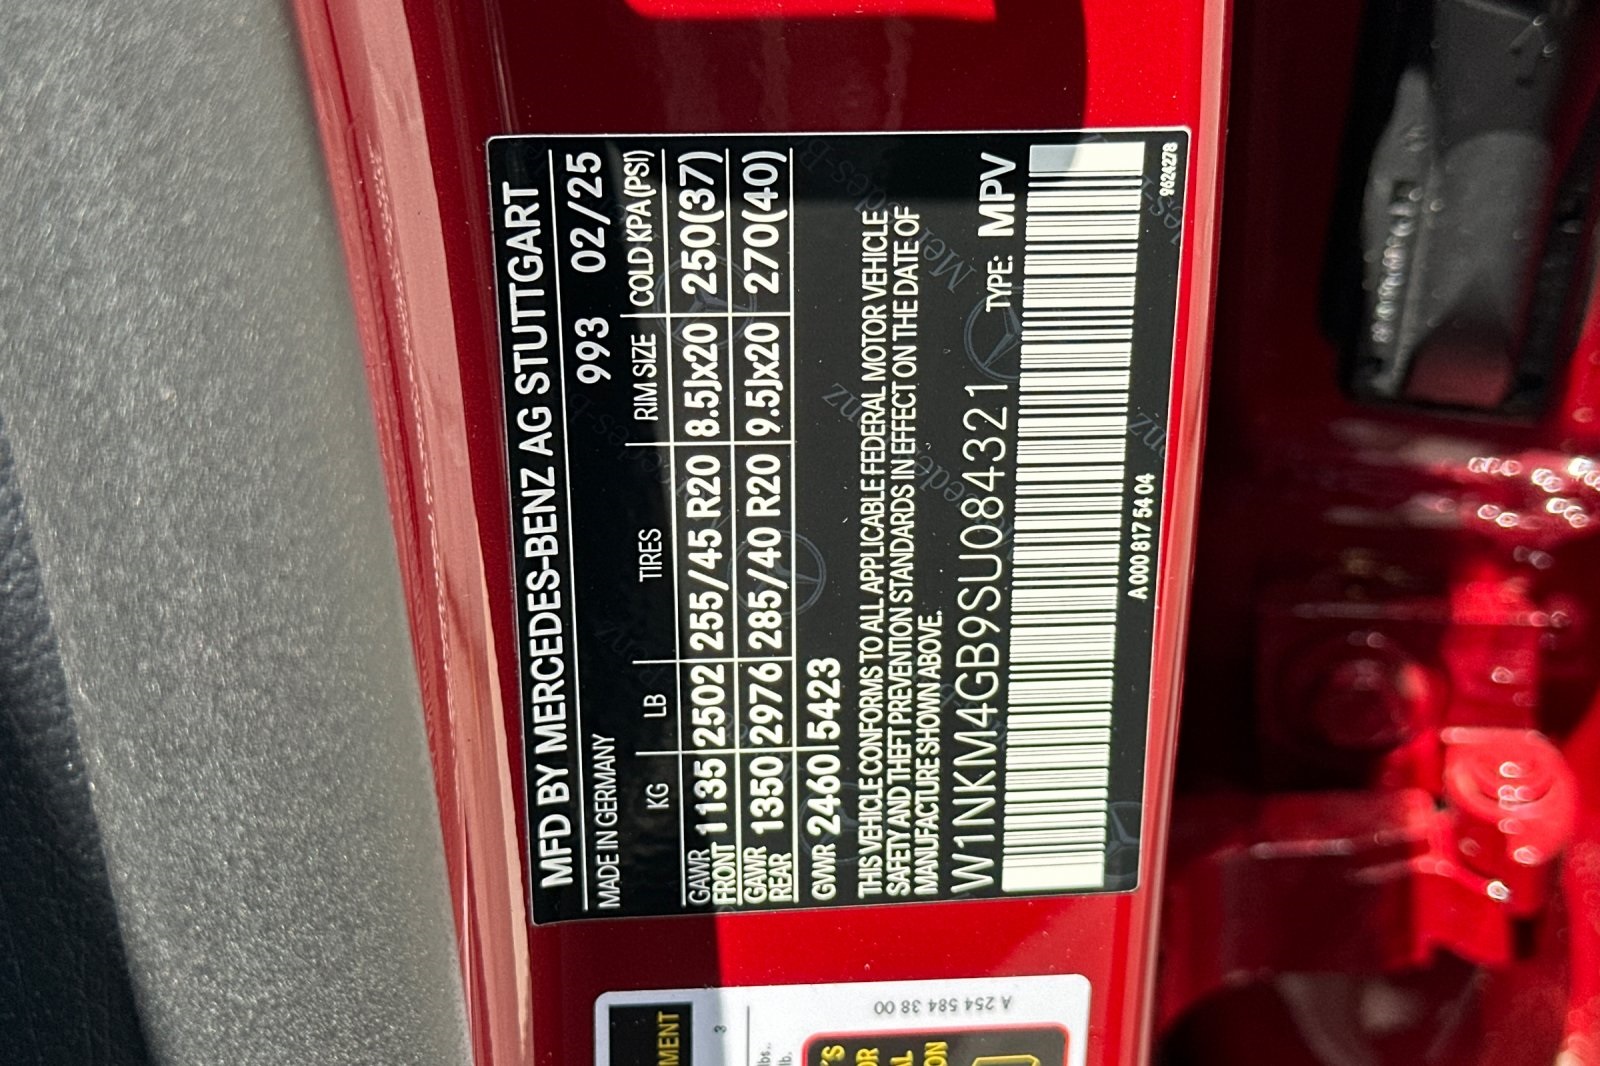 MFD BY MERCEDES-BENZ AG STUTTGART
MADE IN GERMANY 993 02/25
KG LB TIRES RIM SIZE COLD KPA(PSI)
GAWR FRONT 1135 2502 255/45 R20 8.5Jx20 250(37)
GAWR REAR 1350 2976 285/40 R20 9.5Jx20 270(40)
GVWR 2460 5423
THIS VEHICLE CONFORMS TO ALL APPLICABLE FEDERAL MOTOR VEHICLE
SAFETY AND THEFT PREVENTION STANDARDS IN EFFECT ON THE DATE OF
MANUFACTURE SHOWN ABOVE.
W1NKM4GB9SU084321 TYPE: MPV
A 000 817 54 04
9624278
A 254 584 38 00
3
lbs.
lb.